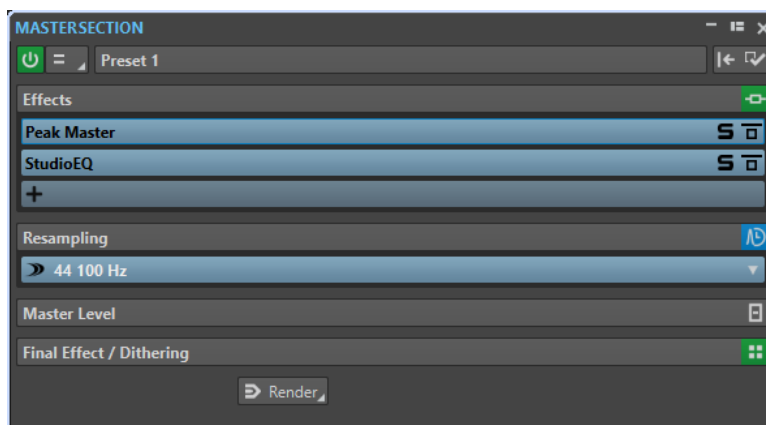 MASTERSECTION
Preset 1
Effects
Peak Master
S
StudioEQ
S
+
Resampling
44 100 Hz
Master Level
Final Effect / Dithering
Render